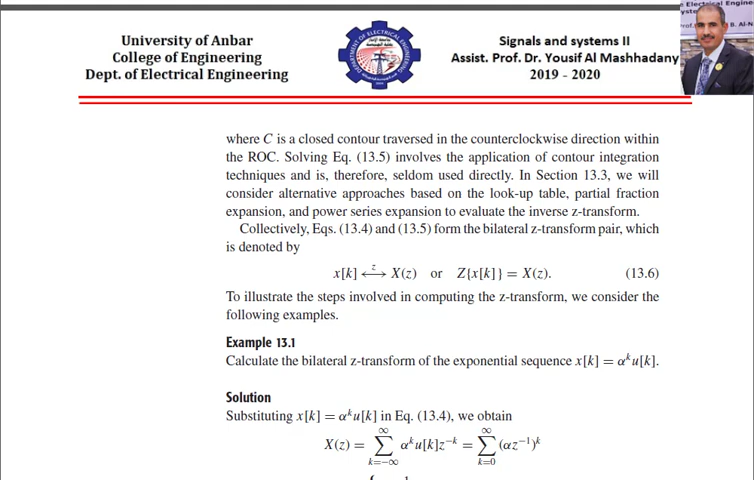 University of Anbar
College of Engineering
Dept. of Electrical Engineering
Signals and systems II
Assist. Prof. Dr. Yousif Al Mashhadany
2019 - 2020
where C is a closed contour traversed in the counterclockwise direction within
the ROC. Solving Eq. (13.5) involves the application of contour integration
techniques and is, therefore, seldom used directly. In Section 13.3, we will
consider alternative approaches based on the look-up table, partial fraction
expansion, and power series expansion to evaluate the inverse z-transform.
Collectively, Eqs. (13.4) and (13.5) form the bilateral z-transform pair, which
is denoted by
x[k] ⟷ᶻ X(z) or Z{x[k]} = X(z). (13.6)
To illustrate the steps involved in computing the z-transform, we consider the
following examples.
Example 13.1
Calculate the bilateral z-transform of the exponential sequence x[k] = αᵏu[k].
Solution
Substituting x[k] = αᵏu[k] in Eq. (13.4), we obtain
X(z) = ∑_{k=−∞}^{∞} αᵏu[k]z⁻ᵏ = ∑_{k=0}^{∞} (αz⁻¹)ᵏ